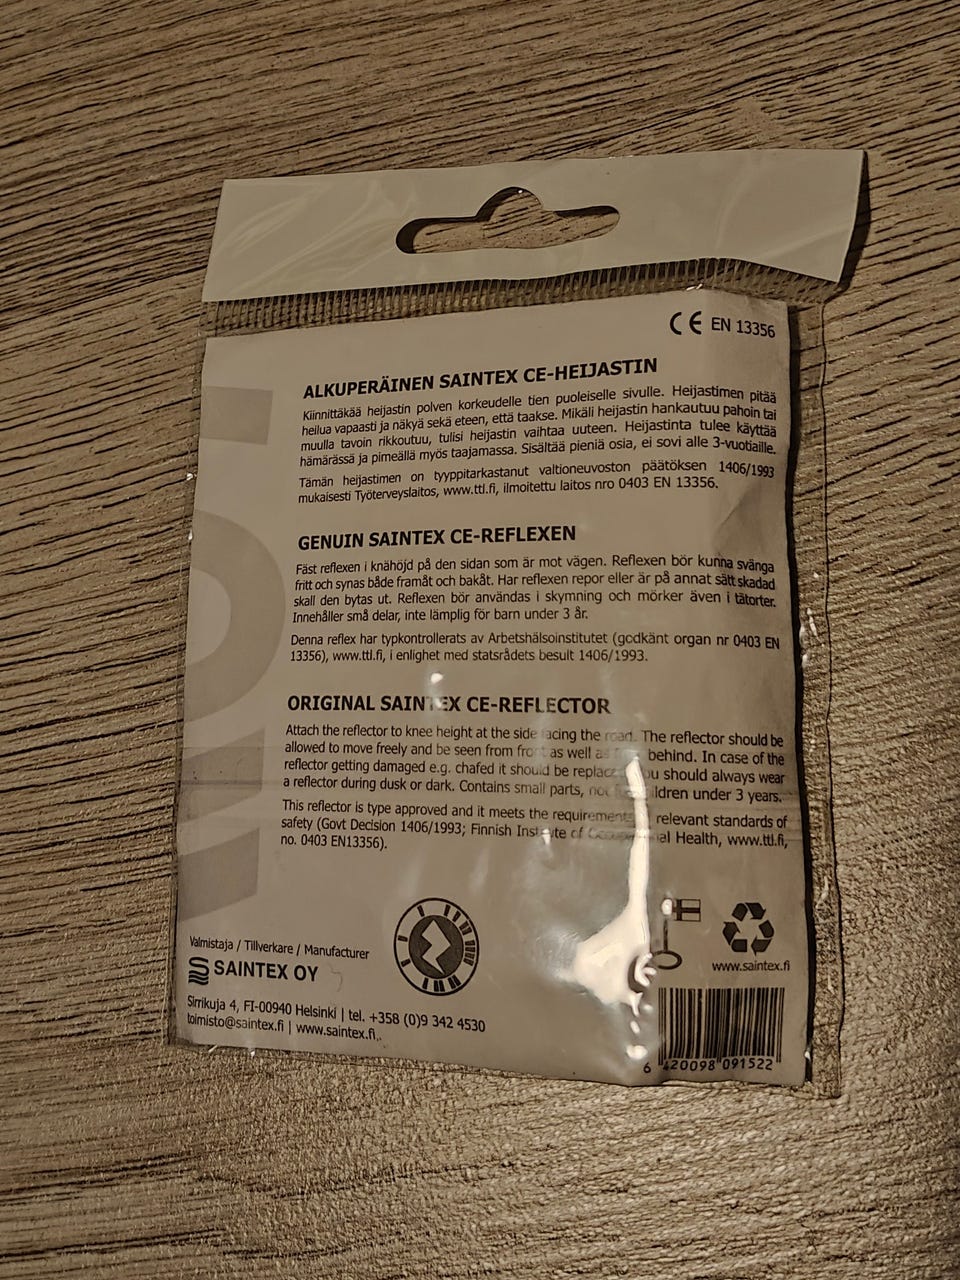 CE EN 13356
ALKUPERÄINEN SAINTEX CE-HEIJASTIN
Kiinnittäkää heijastin polven korkeudelle tien puoleiselle sivulle. Heijastimen pitää
heilua vapaasti ja näkyä sekä eteen, että taakse. Mikäli heijastin hankautuu pahoin tai
muulla tavoin rikkoutuu, tulisi heijastin vaihtaa uuteen. Heijastinta tulee käyttää
hämärässä ja pimeällä myös taajamassa. Sisältää pieniä osia, ei sovi alle 3-vuotiaille.
Tämän heijastimen on tyyppitarkastanut valtioneuvoston päätöksen 1406/1993
mukaisesti Työterveyslaitos, www.ttl.fi, ilmoitettu laitos nro 0403 EN 13356.
GENUIN SAINTEX CE-REFLEXEN
Fäst reflexen i knähöjd på den sidan som är mot vägen. Reflexen bör kunna svänga
fritt och synas både framåt och bakåt. Har reflexen repor eller är på annat sätt skadad
skall den bytas ut. Reflexen bör användas i skymning och mörker även i tätorter.
Innehåller små delar, inte lämplig för barn under 3 år.
Denna reflex har typkontrollerats av Arbetshälsoinstitutet (godkänt organ nr 0403 EN
13356), www.ttl.fi, i enlighet med statsrådets besult 1406/1993.
ORIGINAL SAINTEX CE-REFLECTOR
Attach the reflector to knee height at the side facing the road. The reflector should be
allowed to move freely and be seen from front as well as behind. In case of the
reflector getting damaged e.g. chafed it should be should always wear
a reflector during dusk or dark. Contains small parts, not children under 3 years.
This reflector is type approved and it meets the requirements relevant standards of
safety (Govt Decision 1406/1993; Finnish Institute of Occupational Health, www.ttl.fi,
no. 0403 EN13356).
Valmistaja / Tillverkare / Manufacturer
SAINTEX OY
Sirrikuja 4, FI-00940 Helsinki | tel. +358 (0)9 342 4530
toimisto@saintex.fi | www.saintex.fi
www.saintex.fi
6 420098 091522